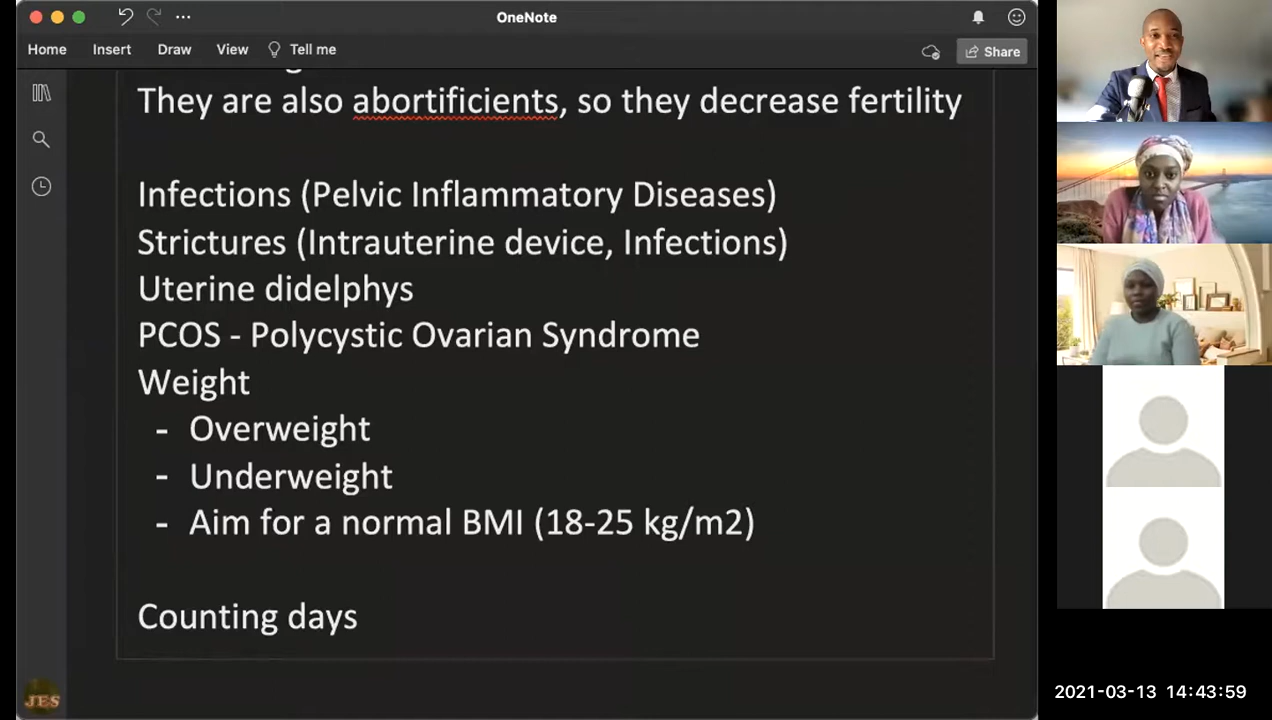 OneNote
Home Insert Draw View Tell me Share
They are also abortificients, so they decrease fertility
Infections (Pelvic Inflammatory Diseases)
Strictures (Intrauterine device, Infections)
Uterine didelphys
PCOS - Polycystic Ovarian Syndrome
Weight
- Overweight
- Underweight
- Aim for a normal BMI (18-25 kg/m2)
Counting days
JES
2021-03-13 14:43:59